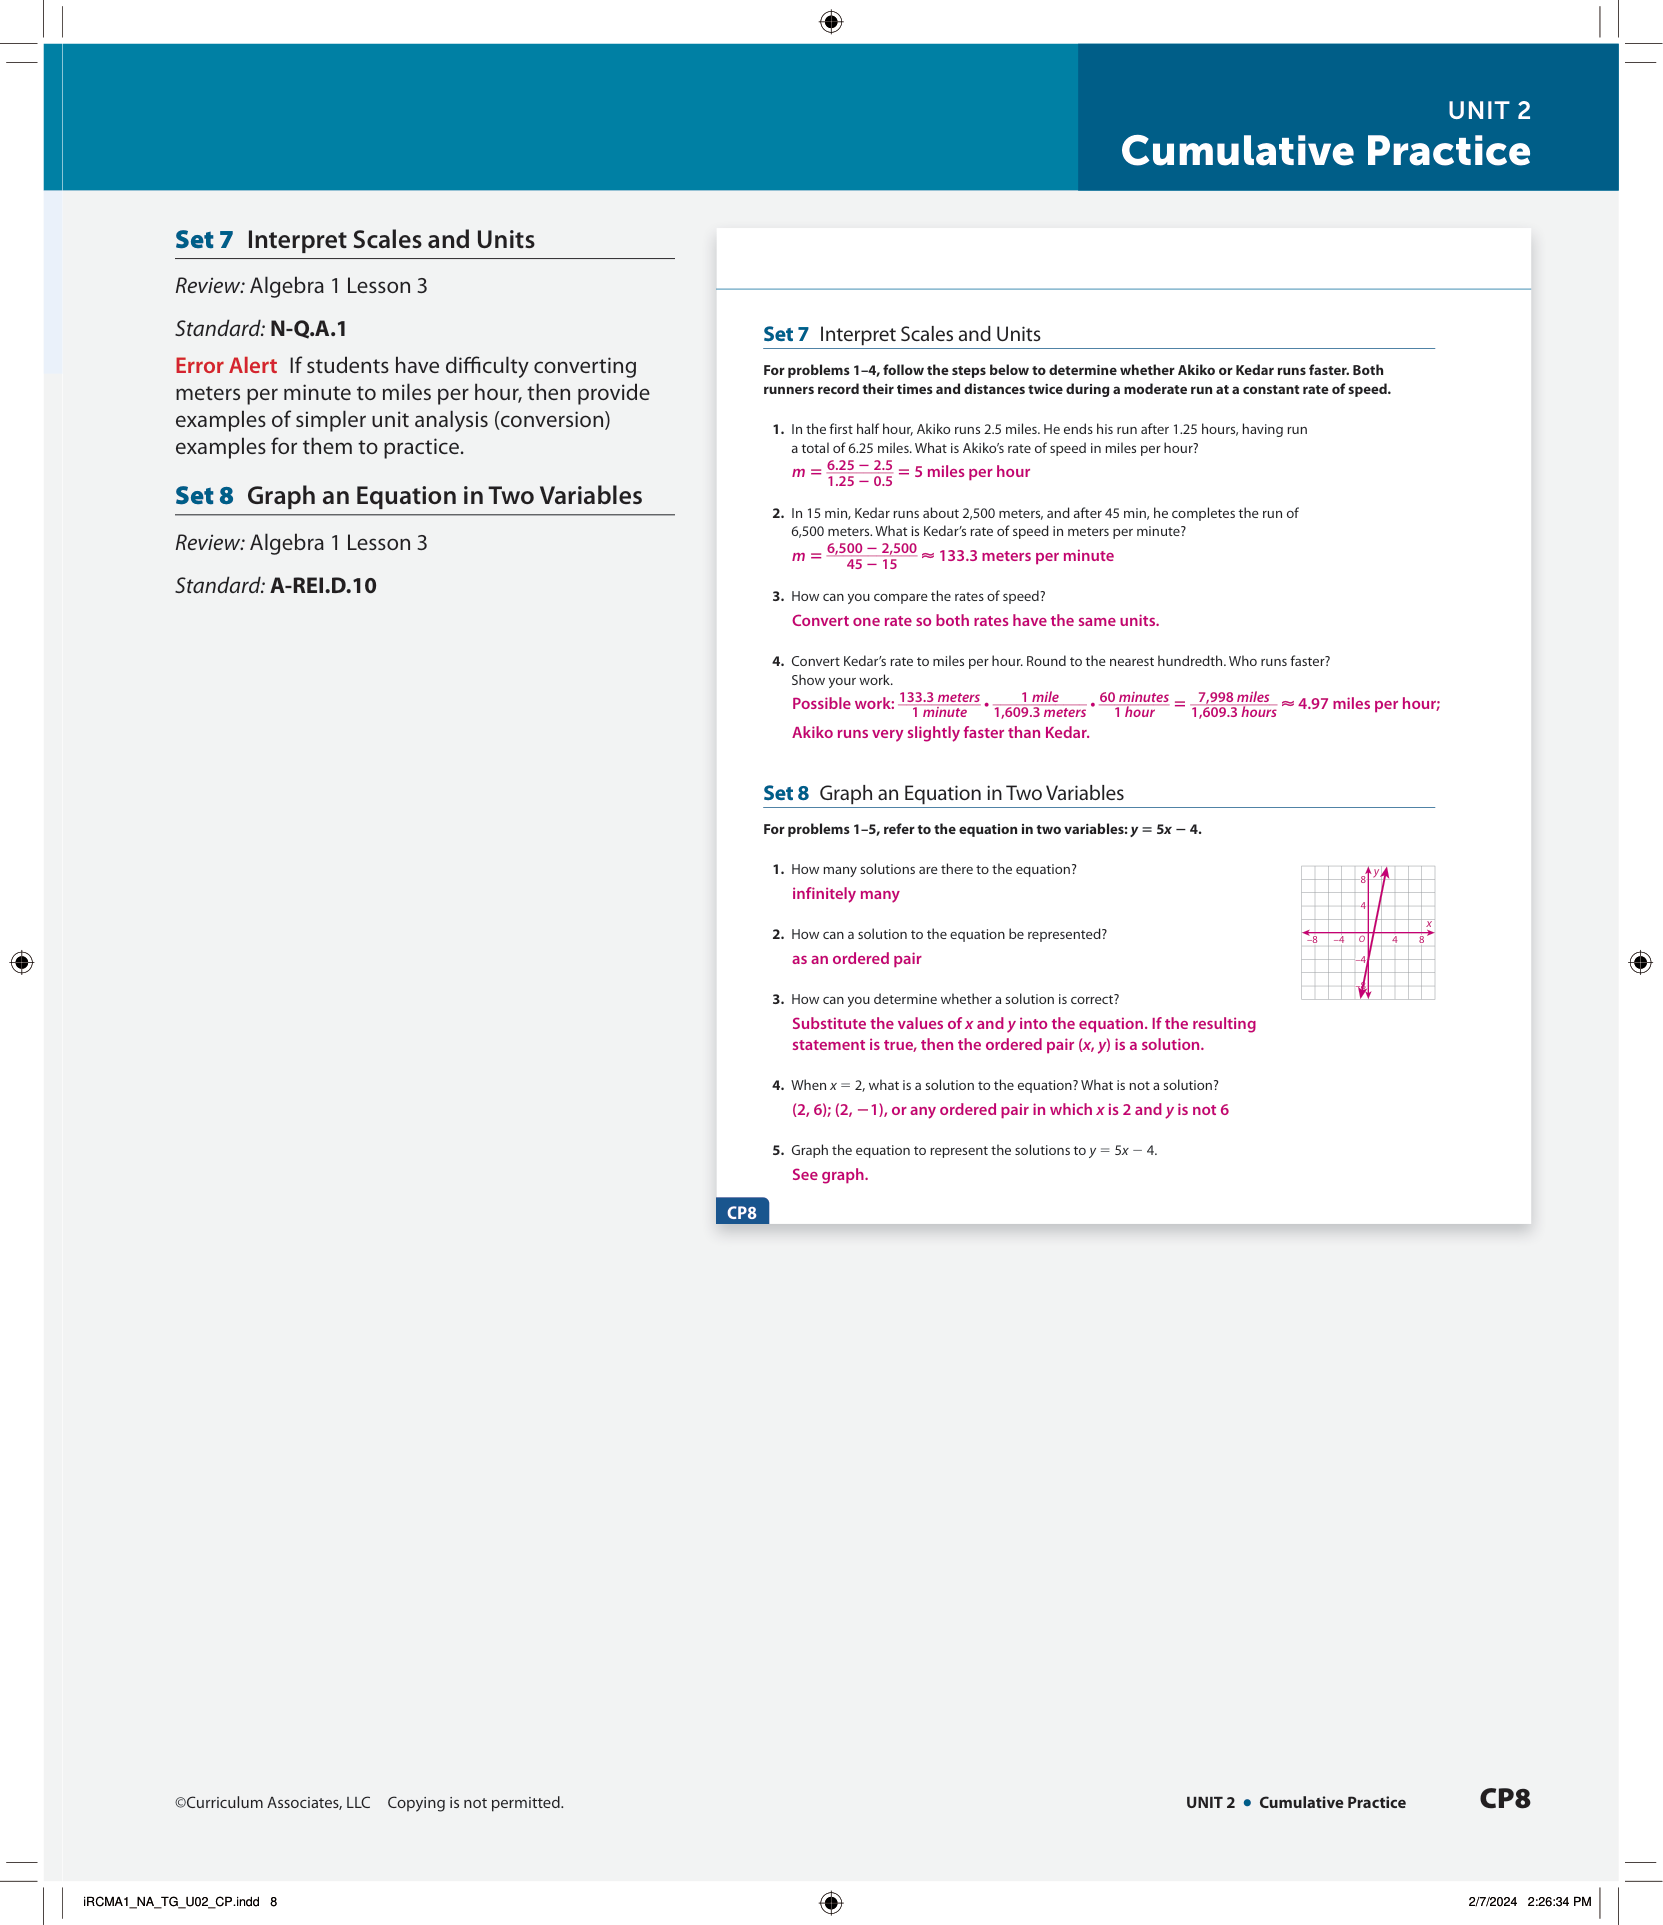 UNIT 2
Cumulative Practice
Set 7 Interpret Scales and Units
Review: Algebra 1 Lesson 3
Standard: N-Q.A.1
Error Alert If students have difficulty converting
meters per minute to miles per hour, then provide
examples of simpler unit analysis (conversion)
examples for them to practice.
Set 8 Graph an Equation in Two Variables
Review: Algebra 1 Lesson 3
Standard: A-REI.D.10
Set 7 Interpret Scales and Units
For problems 1–4, follow the steps below to determine whether Akiko or Kedar runs faster. Both
runners record their times and distances twice during a moderate run at a constant rate of speed.
1. In the first half hour, Akiko runs 2.5 miles. He ends his run after 1.25 hours, having run
a total of 6.25 miles. What is Akiko's rate of speed in miles per hour?
m = (6.25 − 2.5)/(1.25 − 0.5) = 5 miles per hour
2. In 15 min, Kedar runs about 2,500 meters, and after 45 min, he completes the run of
6,500 meters. What is Kedar's rate of speed in meters per minute?
m = (6,500 − 2,500)/(45 − 15) ≈ 133.3 meters per minute
3. How can you compare the rates of speed?
Convert one rate so both rates have the same units.
4. Convert Kedar's rate to miles per hour. Round to the nearest hundredth. Who runs faster?
Show your work.
Possible work: 133.3 meters/1 minute • 1 mile/1,609.3 meters • 60 minutes/1 hour = 7,998 miles/1,609.3 hours ≈ 4.97 miles per hour;
Akiko runs very slightly faster than Kedar.
Set 8 Graph an Equation in Two Variables
For problems 1–5, refer to the equation in two variables: y = 5x − 4.
1. How many solutions are there to the equation?
infinitely many
2. How can a solution to the equation be represented?
as an ordered pair
3. How can you determine whether a solution is correct?
Substitute the values of x and y into the equation. If the resulting
statement is true, then the ordered pair (x, y) is a solution.
4. When x = 2, what is a solution to the equation? What is not a solution?
(2, 6); (2, −1), or any ordered pair in which x is 2 and y is not 6
5. Graph the equation to represent the solutions to y = 5x − 4.
See graph.
y
8
4
x
–8 –4 O 4 8
–4
CP8
©Curriculum Associates, LLC Copying is not permitted.
UNIT 2 • Cumulative Practice CP8
iRCMA1_NA_TG_U02_CP.indd 8
2/7/2024 2:26:34 PM